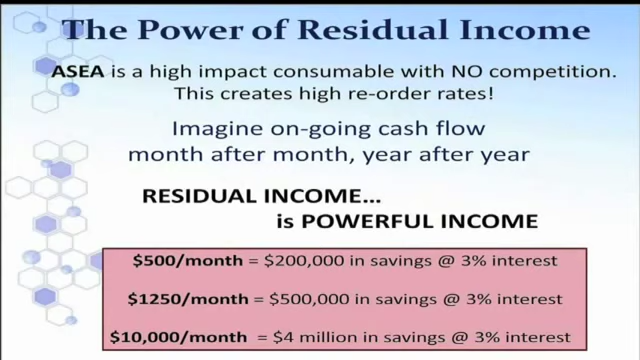 The Power of Residual Income
ASEA is a high impact consumable with NO competition.
This creates high re-order rates!
Imagine on-going cash flow
month after month, year after year
RESIDUAL INCOME...
is POWERFUL INCOME
$500/month = $200,000 in savings @ 3% interest
$1250/month = $500,000 in savings @ 3% interest
$10,000/month = $4 million in savings @ 3% interest